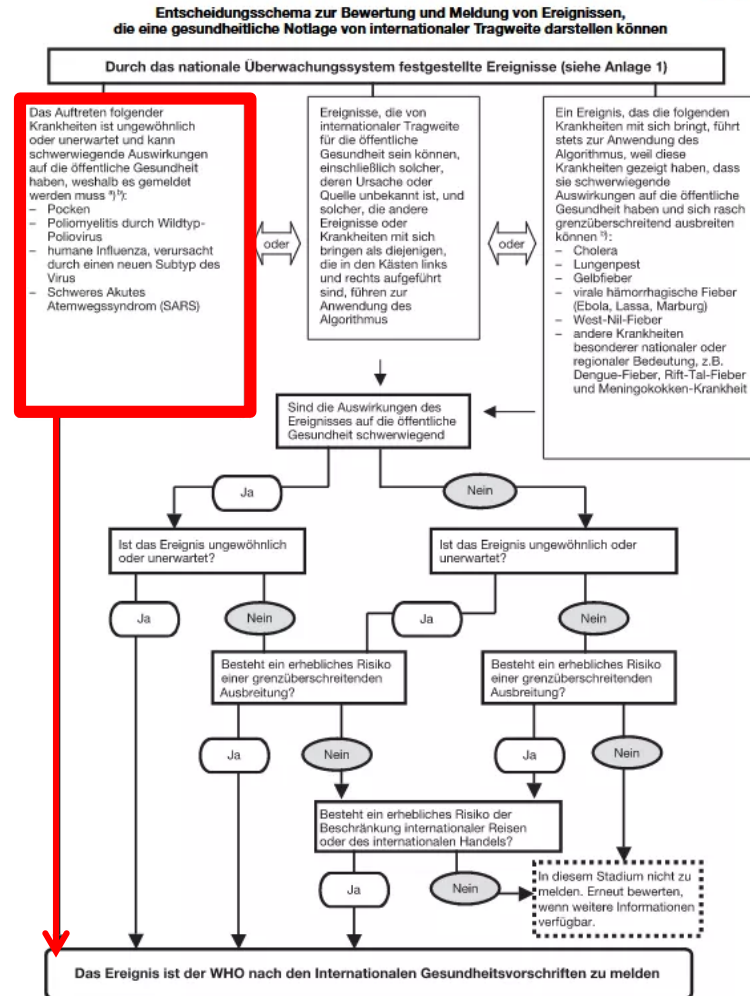 Entscheidungsschema zur Bewertung und Meldung von Ereignissen,
die eine gesundheitliche Notlage von internationaler Tragweite darstellen können
Durch das nationale Überwachungssystem festgestellte Ereignisse (siehe Anlage 1)
Das Auftreten folgender
Krankheiten ist ungewöhnlich
oder unerwartet und kann
schwerwiegende Auswirkungen
auf die öffentliche Gesundheit
haben, weshalb es gemeldet
werden muss a) b):
– Pocken
– Poliomyelitis durch Wildtyp-
Poliovirus
– humane Influenza, verursacht
durch einen neuen Subtyp des
Virus
– Schweres Akutes
Atemwegssyndrom (SARS)
oder
Ereignisse, die von
internationaler Tragweite
für die öffentliche
Gesundheit sein können,
einschließlich solcher,
deren Ursache oder
Quelle unbekannt ist, und
solcher, die andere
Ereignisse oder
Krankheiten mit sich
bringen als diejenigen,
die in den Kästen links
und rechts aufgeführt
sind, führen zur
Anwendung des
Algorithmus
oder
Ein Ereignis, das die folgenden
Krankheiten mit sich bringt, führt
stets zur Anwendung des
Algorithmus, weil diese
Krankheiten gezeigt haben, dass
sie schwerwiegende
Auswirkungen auf die öffentliche
Gesundheit haben und sich rasch
grenzüberschreitend ausbreiten
können b):
– Cholera
– Lungenpest
– Gelbfieber
– virale hämorrhagische Fieber
(Ebola, Lassa, Marburg)
– West-Nil-Fieber
– andere Krankheiten
besonderer nationaler oder
regionaler Bedeutung, z.B.
Dengue-Fieber, Rift-Tal-Fieber
und Meningokokken-Krankheit
Sind die Auswirkungen des
Ereignisses auf die öffentliche
Gesundheit schwerwiegend
Ja
Nein
Ist das Ereignis ungewöhnlich
oder unerwartet?
Ist das Ereignis ungewöhnlich oder
unerwartet?
Ja
Nein
Ja
Nein
Besteht ein erhebliches Risiko
einer grenzüberschreitenden
Ausbreitung?
Besteht ein erhebliches Risiko
einer grenzüberschreitenden
Ausbreitung?
Ja
Nein
Ja
Nein
Besteht ein erhebliches Risiko der
Beschränkung internationaler Reisen
oder des internationalen Handels?
Ja
Nein
In diesem Stadium nicht zu
melden. Erneut bewerten,
wenn weitere Informationen
verfügbar.
Das Ereignis ist der WHO nach den Internationalen Gesundheitsvorschriften zu melden